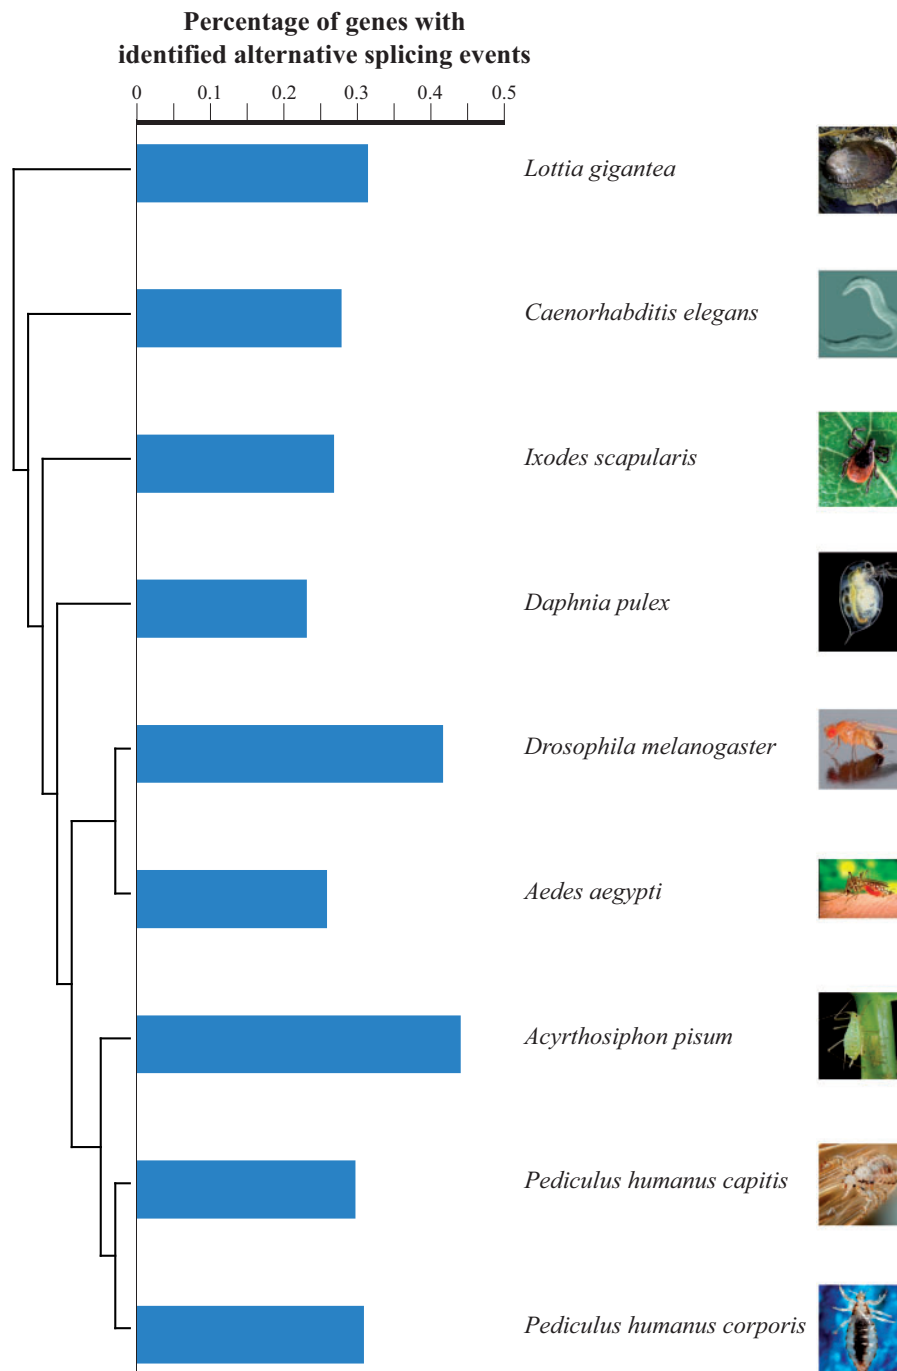 Percentage of genes with
identified alternative splicing events
0 0.1 0.2 0.3 0.4 0.5
Lottia gigantea
Caenorhabditis elegans
Ixodes scapularis
Daphnia pulex
Drosophila melanogaster
Aedes aegypti
Acyrthosiphon pisum
Pediculus humanus capitis
Pediculus humanus corporis